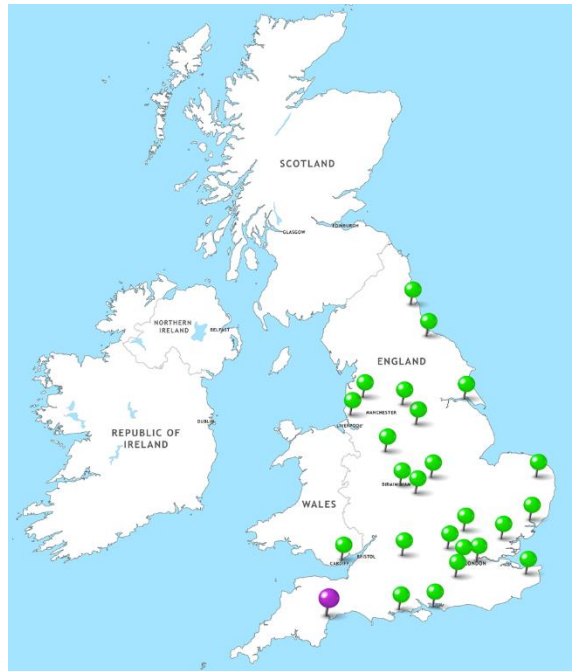 SCOTLAND
GLASGOW
EDINBURGH
NORTHERN
IRELAND
BELFAST
ENGLAND
MANCHESTER
LIVERPOOL
DUBLIN
REPUBLIC OF
IRELAND
BIRMINGHAM
WALES
CARDIFF
BRISTOL
LONDON